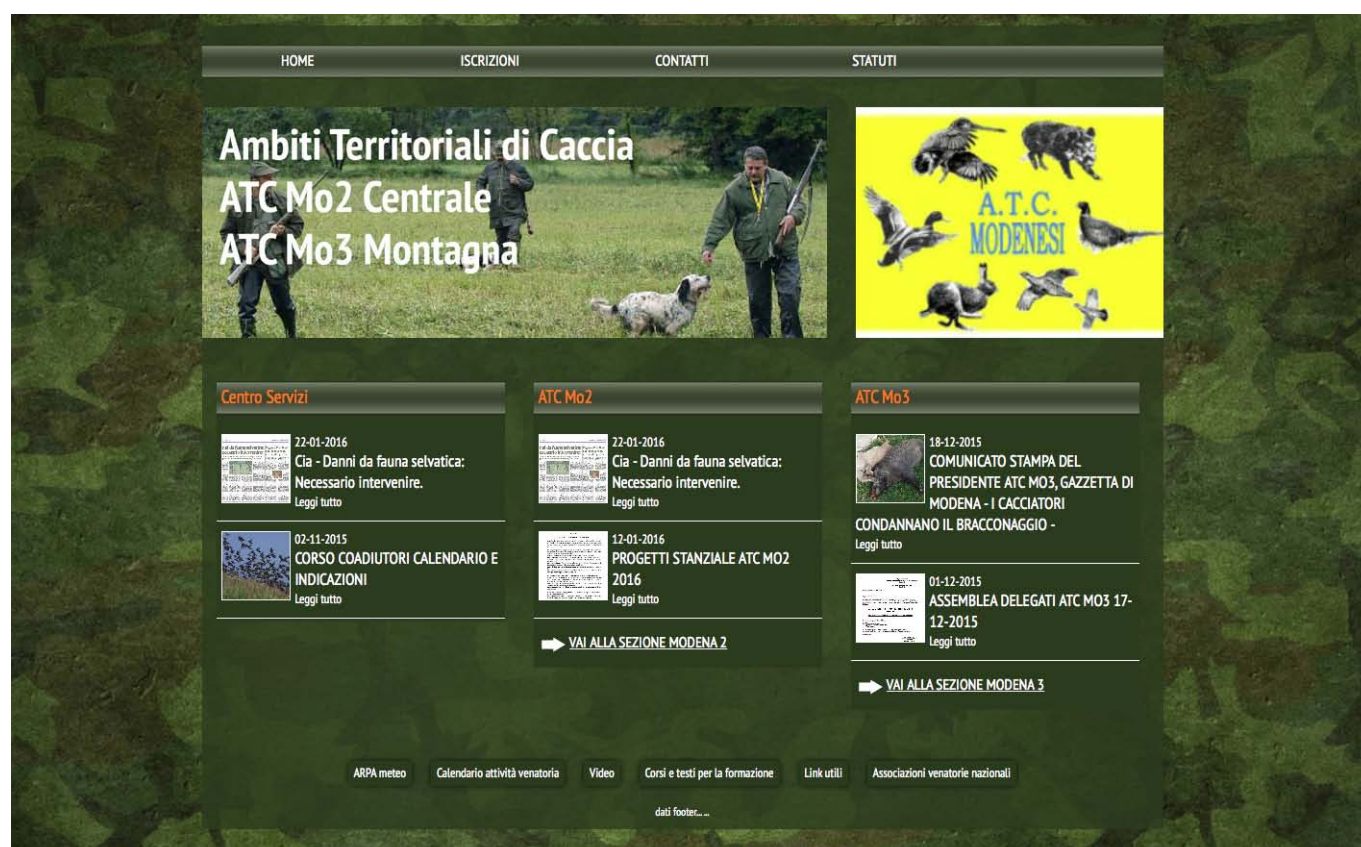 HOME ISCRIZIONI CONTATTI STATUTI
Ambiti Territoriali di Caccia
ATC Mo2 Centrale
ATC Mo3 Montagna
A.T.C.
MODENESI
Centro Servizi
22-01-2016
Cia - Danni da fauna selvatica:
Necessario intervenire.
Leggi tutto
02-11-2015
CORSO COADIUTORI CALENDARIO E
INDICAZIONI
Leggi tutto
ATC Mo2
22-01-2016
Cia - Danni da fauna selvatica:
Necessario intervenire.
Leggi tutto
12-01-2016
PROGETTI STANZIALE ATC MO2
2016
Leggi tutto
VAI ALLA SEZIONE MODENA 2
ATC Mo3
18-12-2015
COMUNICATO STAMPA DEL
PRESIDENTE ATC MO3, GAZZETTA DI
MODENA - I CACCIATORI
CONDANNANO IL BRACCONAGGIO -
Leggi tutto
01-12-2015
ASSEMBLEA DELEGATI ATC MO3 17-
12-2015
Leggi tutto
VAI ALLA SEZIONE MODENA 3
ARPA meteo Calendario attività venatoria Video Corsi e testi per la formazione Link utili Associazioni venatorie nazionali
dati footer... ...